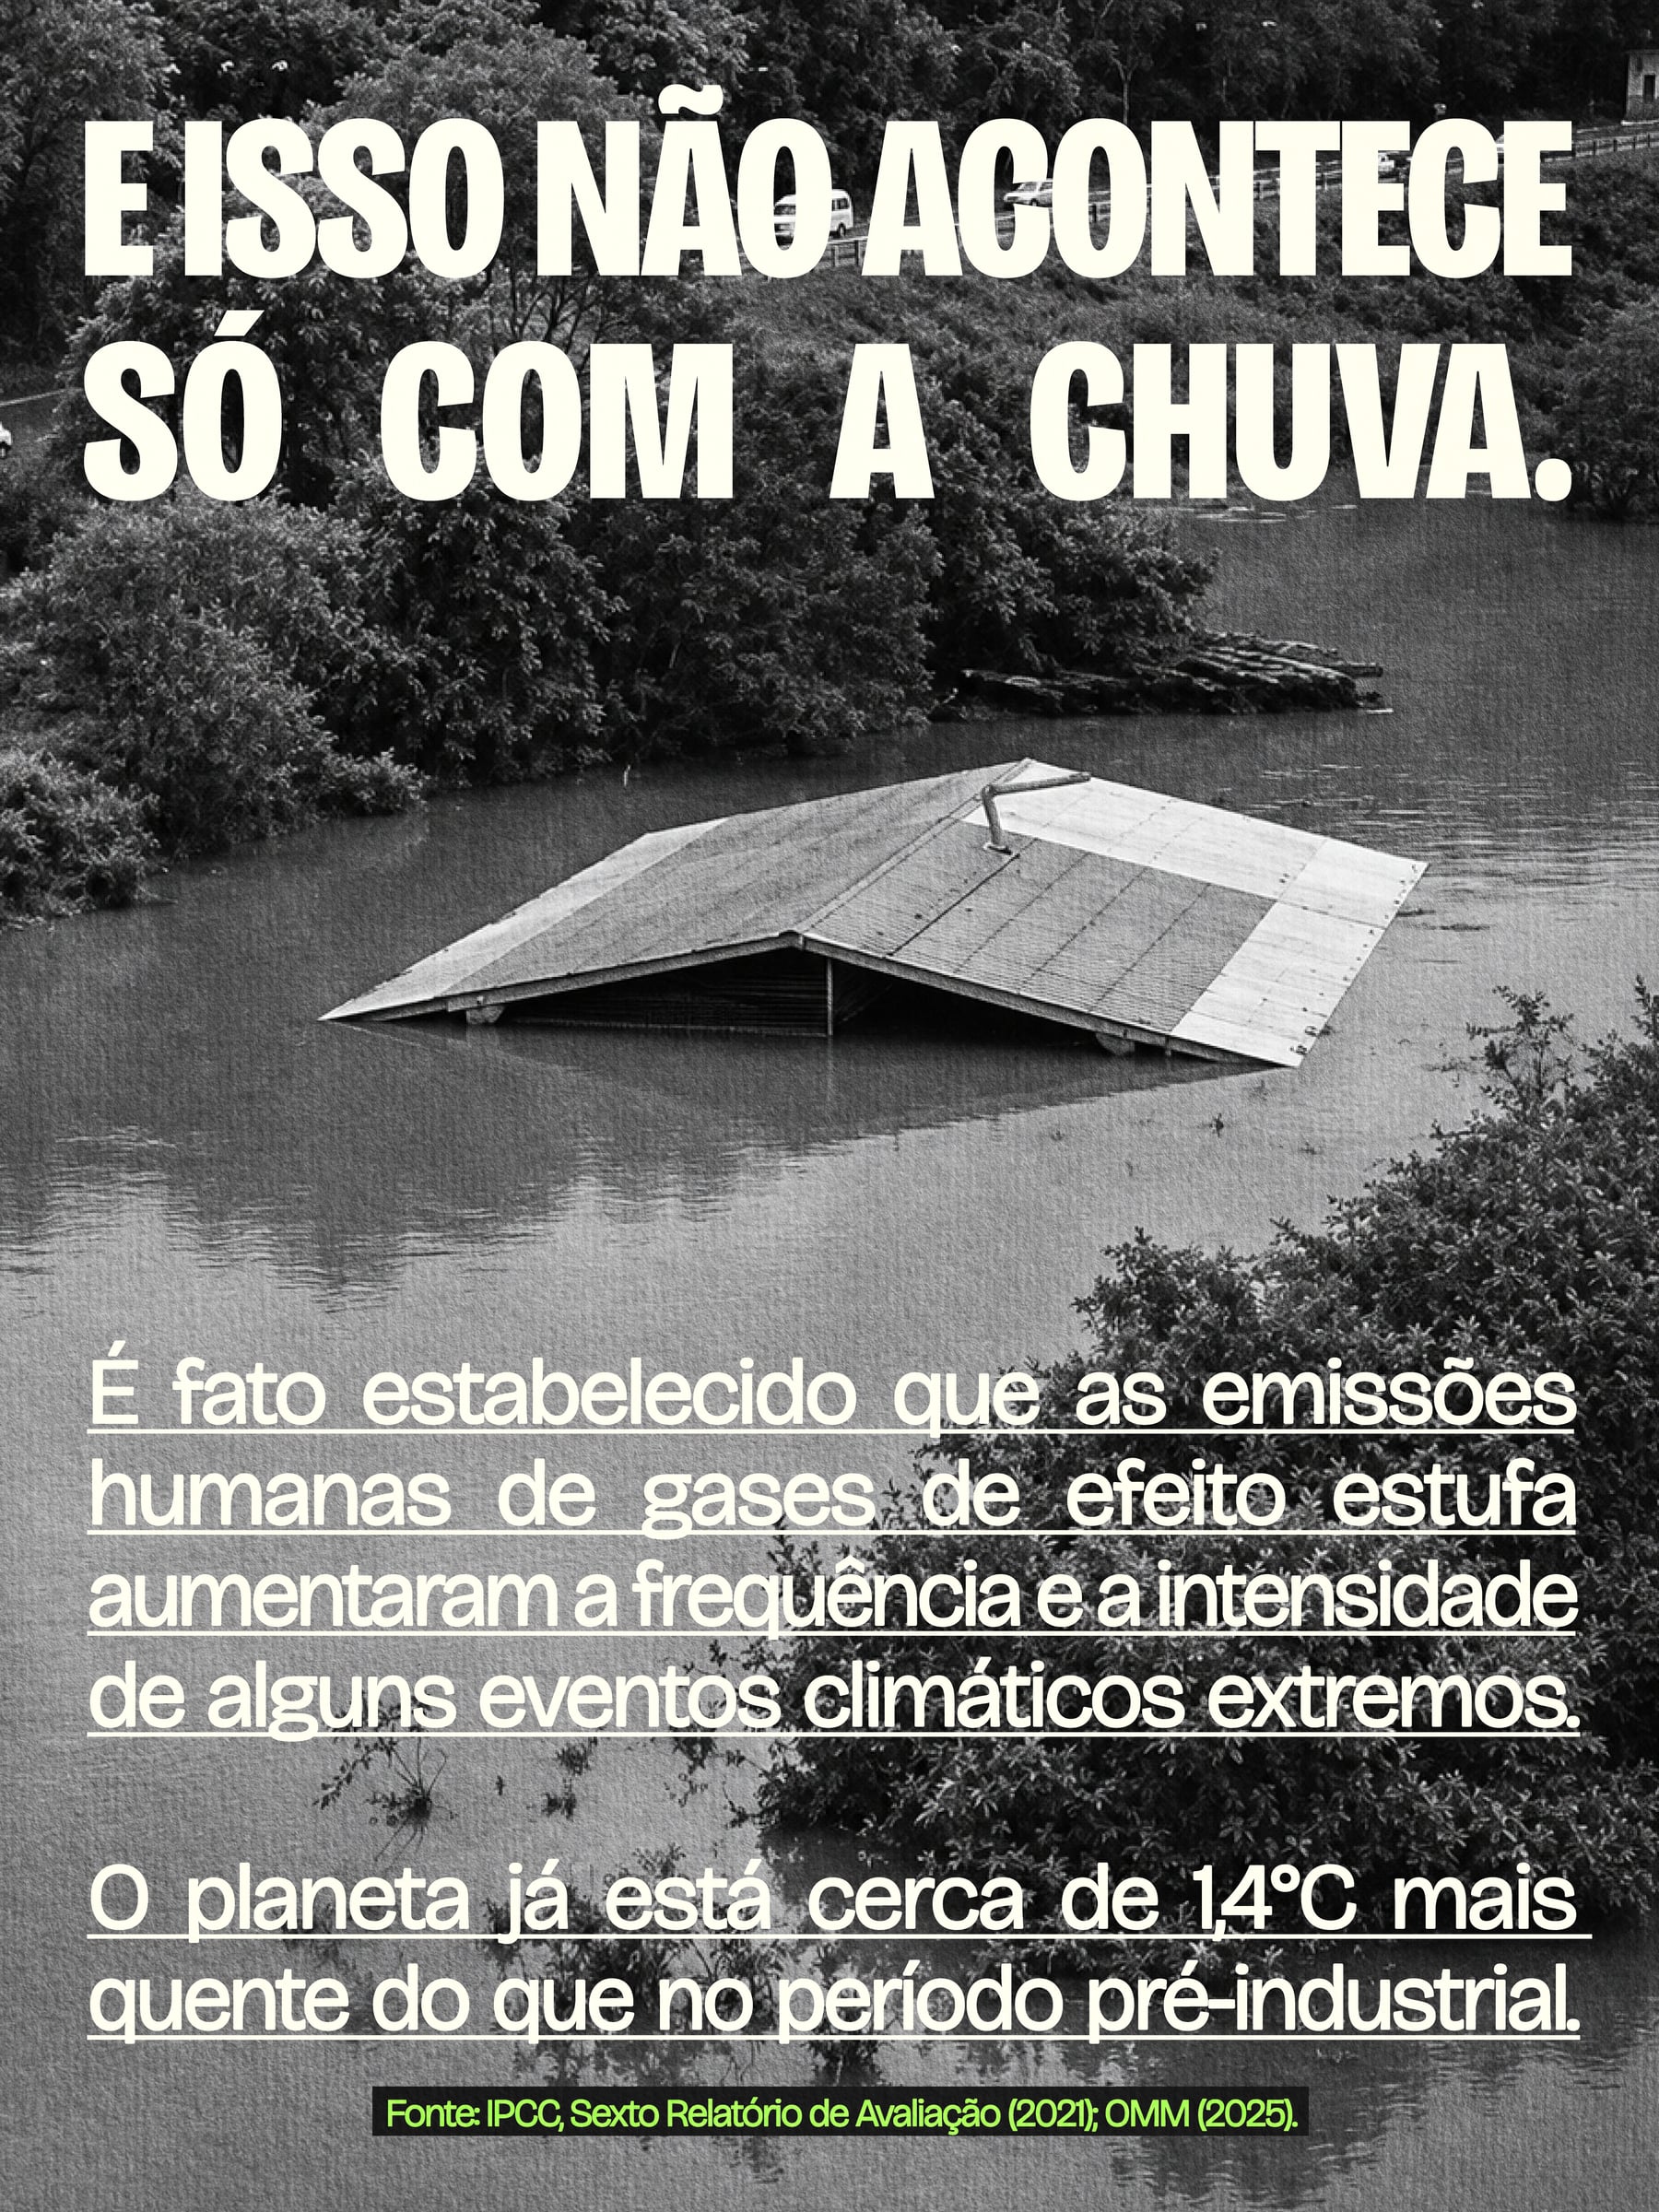 E ISSO NÃO ACONTECE
SÓ COM A CHUVA.
É fato estabelecido que as emissões
humanas de gases de efeito estufa
aumentaram a frequência e a intensidade
de alguns eventos climáticos extremos.
O planeta já está cerca de 1,4°C mais
quente do que no período pré-industrial.
Fonte: IPCC, Sexto Relatório de Avaliação (2021); OMM (2025).